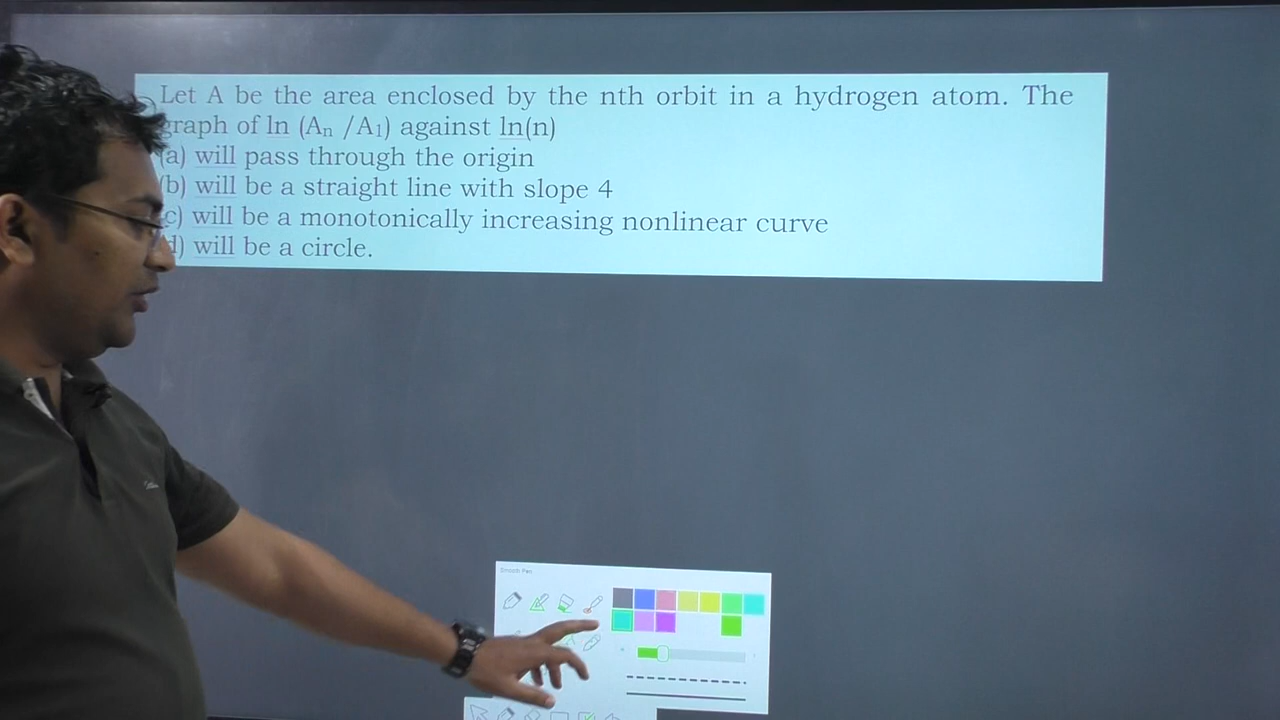 Let A be the area enclosed by the nth orbit in a hydrogen atom. The
graph of ln (An /A1) against ln(n)
(a) will pass through the origin
(b) will be a straight line with slope 4
c) will be a monotonically increasing nonlinear curve
d) will be a circle.
Smooth Pen